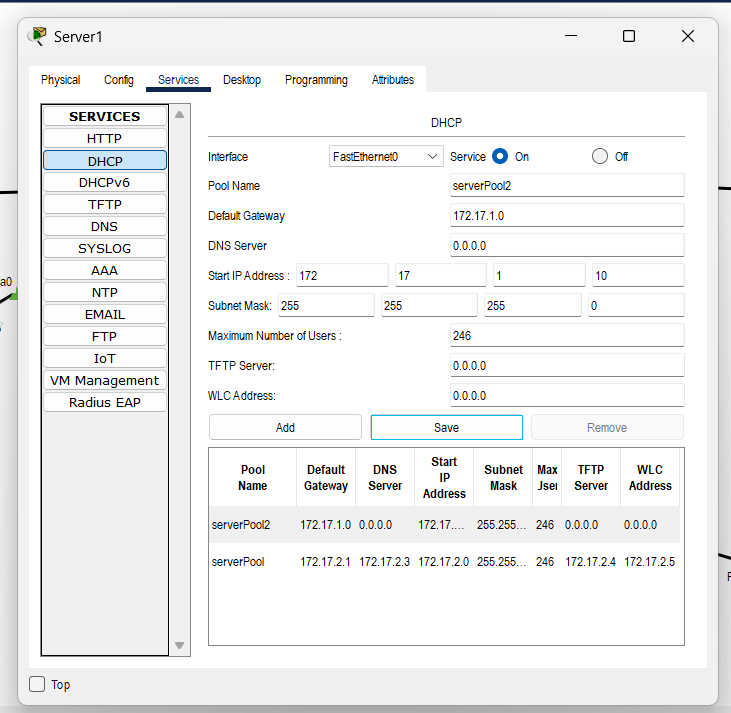 Server1
Physical Config Services Desktop Programming Attributes
SERVICES
HTTP
DHCP
DHCPv6
TFTP
DNS
SYSLOG
AAA
NTP
EMAIL
FTP
IoT
VM Management
Radius EAP
DHCP
Interface FastEthernet0 Service On Off
Pool Name serverPool2
Default Gateway 172.17.1.0
DNS Server 0.0.0.0
Start IP Address : 172 17 1 10
Subnet Mask: 255 255 255 0
Maximum Number of Users : 246
TFTP Server: 0.0.0.0
WLC Address: 0.0.0.0
Add Save Remove
Pool Name Default Gateway DNS Server Start IP Address Subnet Mask Max User TFTP Server WLC Address
serverPool2 172.17.1.0 0.0.0.0 172.17.... 255.255... 246 0.0.0.0 0.0.0.0
serverPool 172.17.2.1 172.17.2.3 172.17.2.0 255.255... 246 172.17.2.4 172.17.2.5
Top
a0